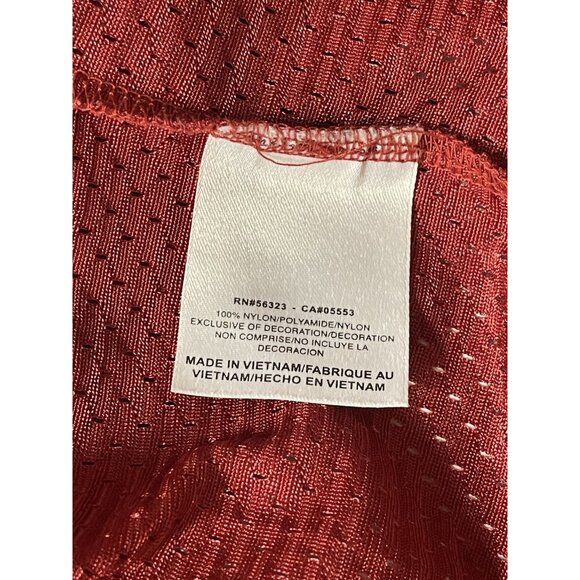 RN#56323 - CA#05553
100% NYLON/POLYAMIDE/NYLON
EXCLUSIVE OF DECORATION/DECORATION
NON COMPRISE/NO INCLUYE LA
DECORACION
MADE IN VIETNAM/FABRIQUE AU
VIETNAM/HECHO EN VIETNAM